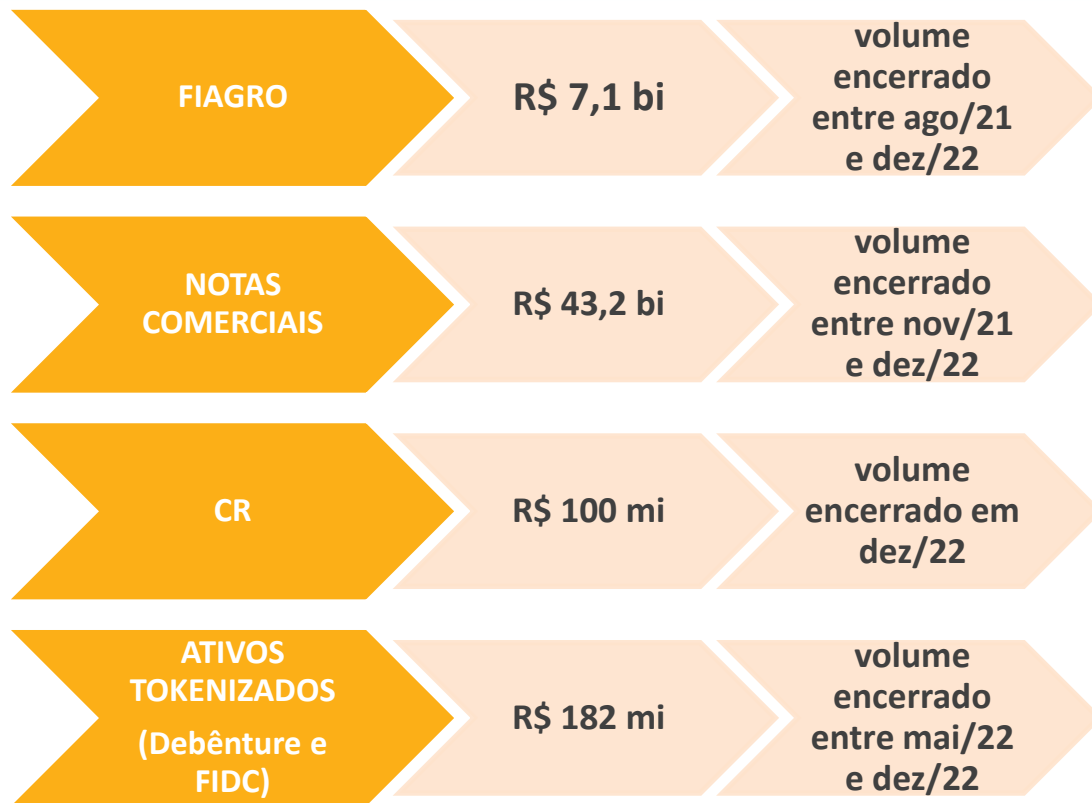 FIAGRO
R$ 7,1 bi
volume
encerrado
entre ago/21
e dez/22
NOTAS
COMERCIAIS
R$ 43,2 bi
volume
encerrado
entre nov/21
e dez/22
CR
R$ 100 mi
volume
encerrado em
dez/22
ATIVOS
TOKENIZADOS
(Debênture e
FIDC)
R$ 182 mi
volume
encerrado
entre mai/22
e dez/22